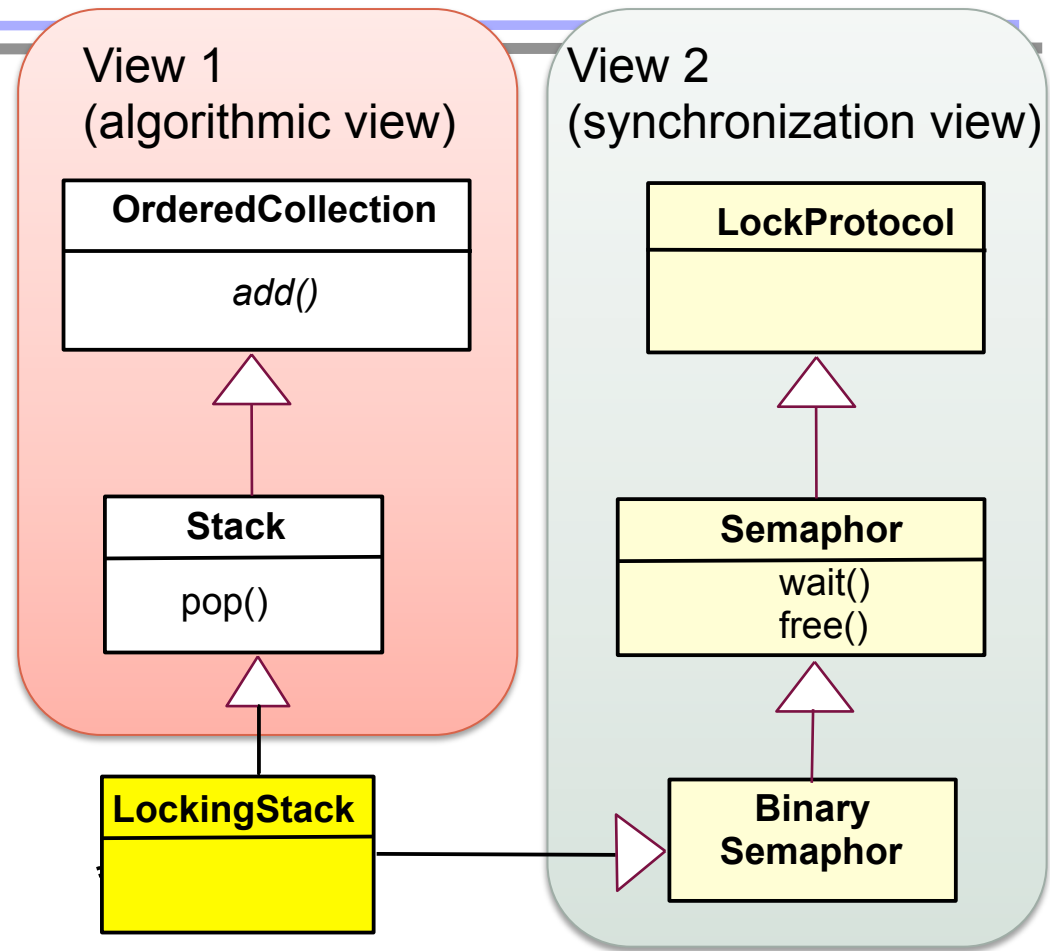 View 1
(algorithmic view)
OrderedCollection
add()
Stack
pop()
LockingStack
View 2
(synchronization view)
LockProtocol
Semaphor
wait()
free()
Binary
Semaphor